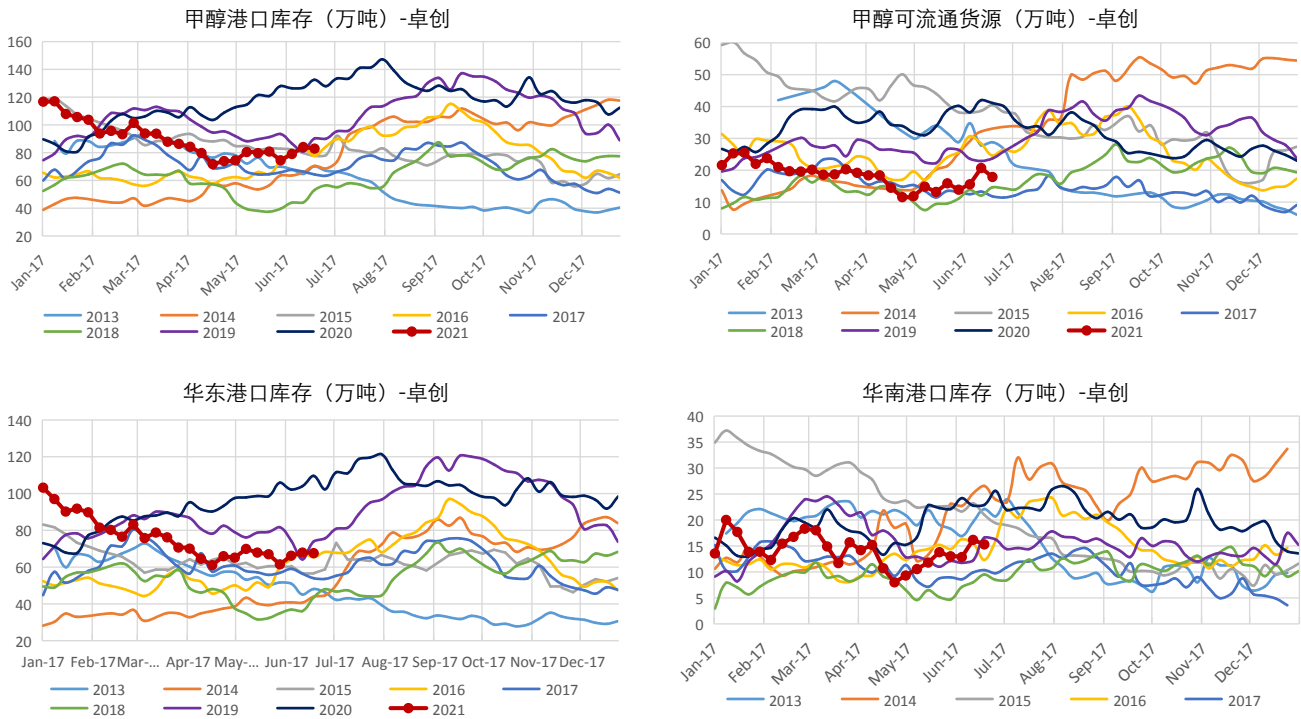 甲醇港口库存（万吨）-卓创
160
140
120
100
80
60
40
20
Jan-17 Feb-17 Mar-17 Apr-17 May-17 Jun-17 Jul-17 Aug-17 Sep-17 Oct-17 Nov-17 Dec-17
2013 2014 2015 2016 2017
2018 2019 2020 2021
甲醇可流通货源（万吨）-卓创
60
50
40
30
20
10
0
Jan-17 Feb-17 Mar-17 Apr-17 May-17 Jun-17 Jul-17 Aug-17 Sep-17 Oct-17 Nov-17 Dec-17
2013 2014 2015 2016 2017
2018 2019 2020 2021
华东港口库存（万吨）-卓创
140
120
100
80
60
40
20
Jan-17 Feb-17 Mar-... Apr-17 May-... Jun-17 Jul-17 Aug-17 Sep-17 Oct-17 Nov-17 Dec-17
2013 2014 2015 2016 2017
2018 2019 2020 2021
华南港口库存（万吨）-卓创
40
35
30
25
20
15
10
5
0
Jan-17 Feb-17 Mar-17 Apr-17 May-17 Jun-17 Jul-17 Aug-17 Sep-17 Oct-17 Nov-17 Dec-17
2013 2014 2015 2016 2017
2018 2019 2020 2021